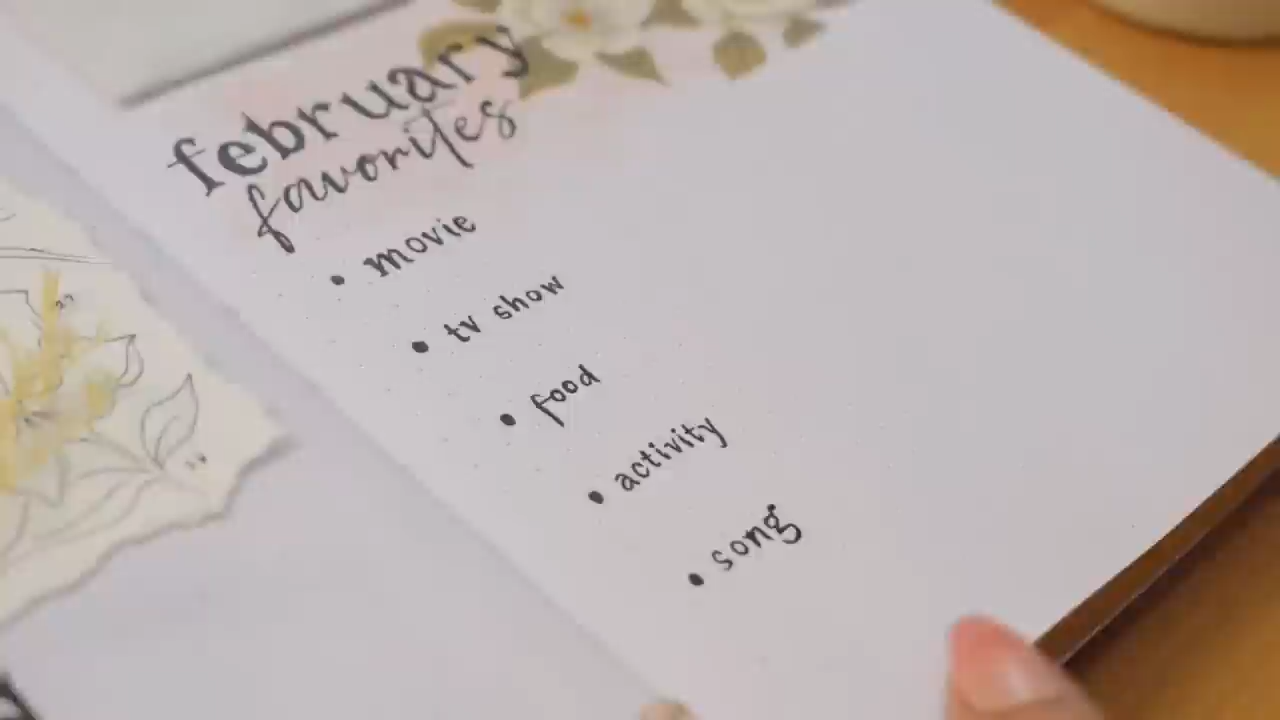 february
favorites
• movie
• tv show
• food
• activity
• song